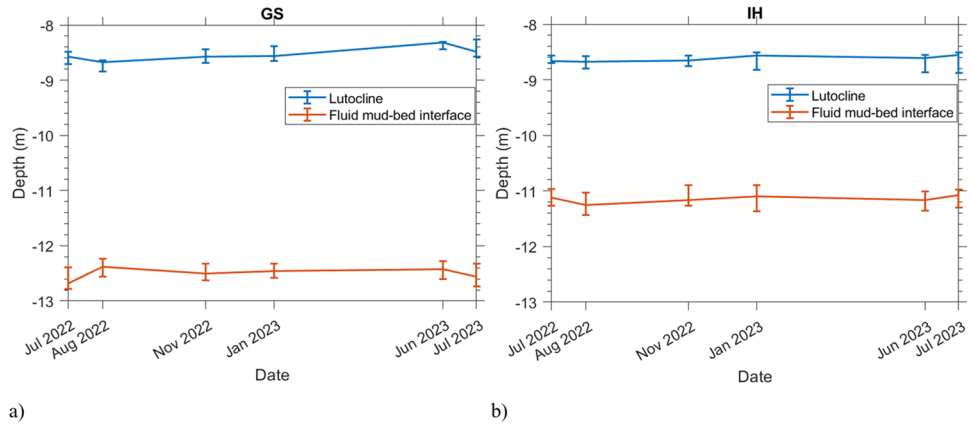 GS
-8
-9
-10
-11
-12
-13
Depth (m)
Lutocline
Fluid mud-bed interface
Jul 2022
Aug 2022
Nov 2022
Jan 2023
Jun 2023
Jul 2023
Date
a)
IH
-8
-9
-10
-11
-12
-13
Depth (m)
Lutocline
Fluid mud-bed interface
Jul 2022
Aug 2022
Nov 2022
Jan 2023
Jun 2023
Jul 2023
Date
b)